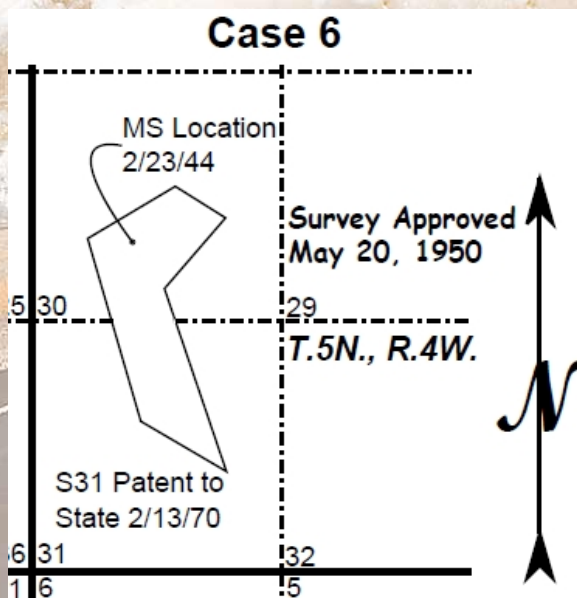 Case 6
MS Location
2/23/44
Survey Approved
May 20, 1950
5 30
29
T.5N., R.4W.
N
S31 Patent to
State 2/13/70
6 31
32
1 6
5